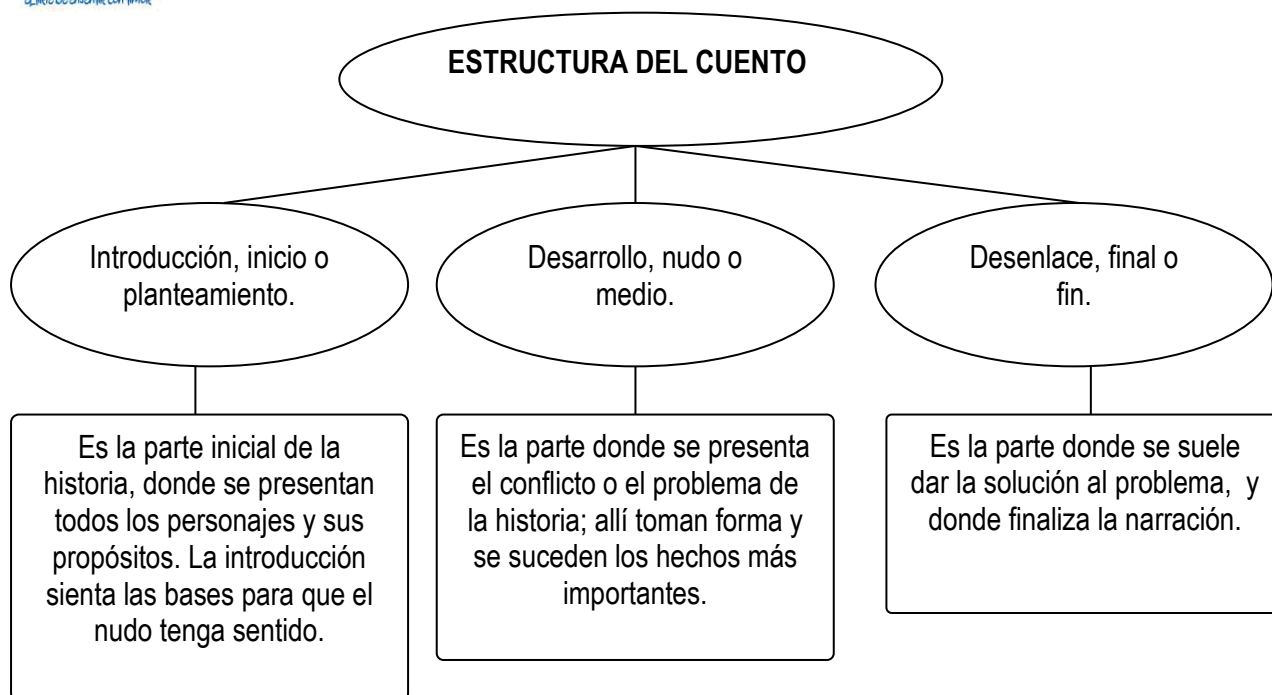 ESTRUCTURA DEL CUENTO
Introducción, inicio o
planteamiento.
Desarrollo, nudo o
medio.
Desenlace, final o
fin.
Es la parte inicial de la
historia, donde se presentan
todos los personajes y sus
propósitos. La introducción
sienta las bases para que el
nudo tenga sentido.
Es la parte donde se presenta
el conflicto o el problema de
la historia; allí toman forma y
se suceden los hechos más
importantes.
Es la parte donde se suele
dar la solución al problema,  y
donde finaliza la narración.